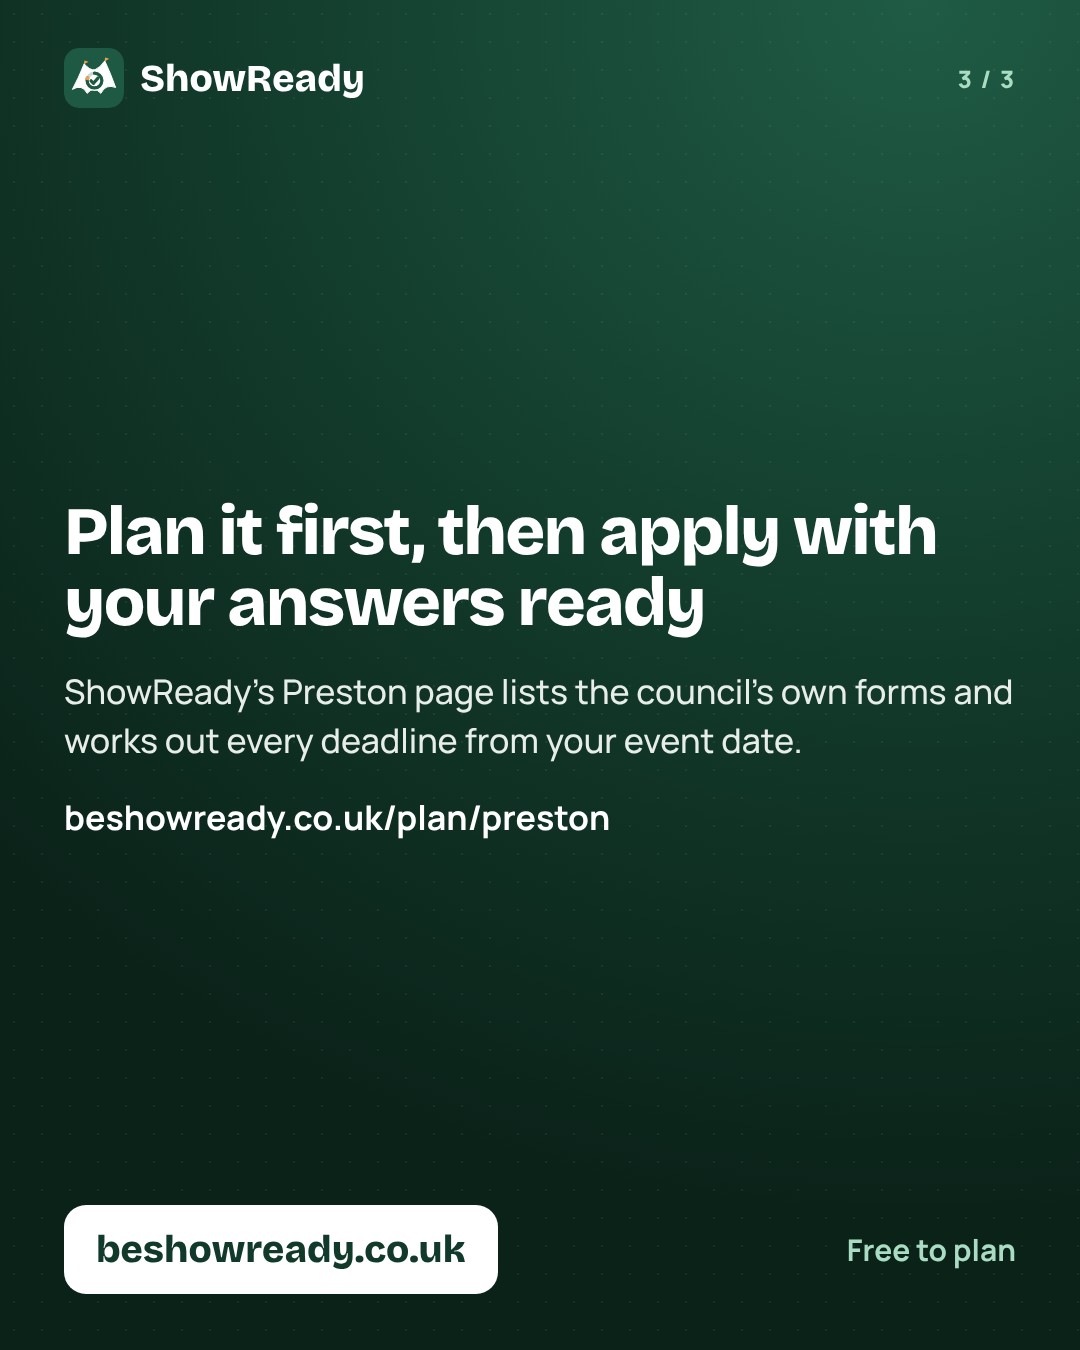 ShowReady
3 / 3
Plan it first, then apply with
your answers ready
ShowReady’s Preston page lists the council’s own forms and
works out every deadline from your event date.
beshowready.co.uk/plan/preston
beshowready.co.uk
Free to plan